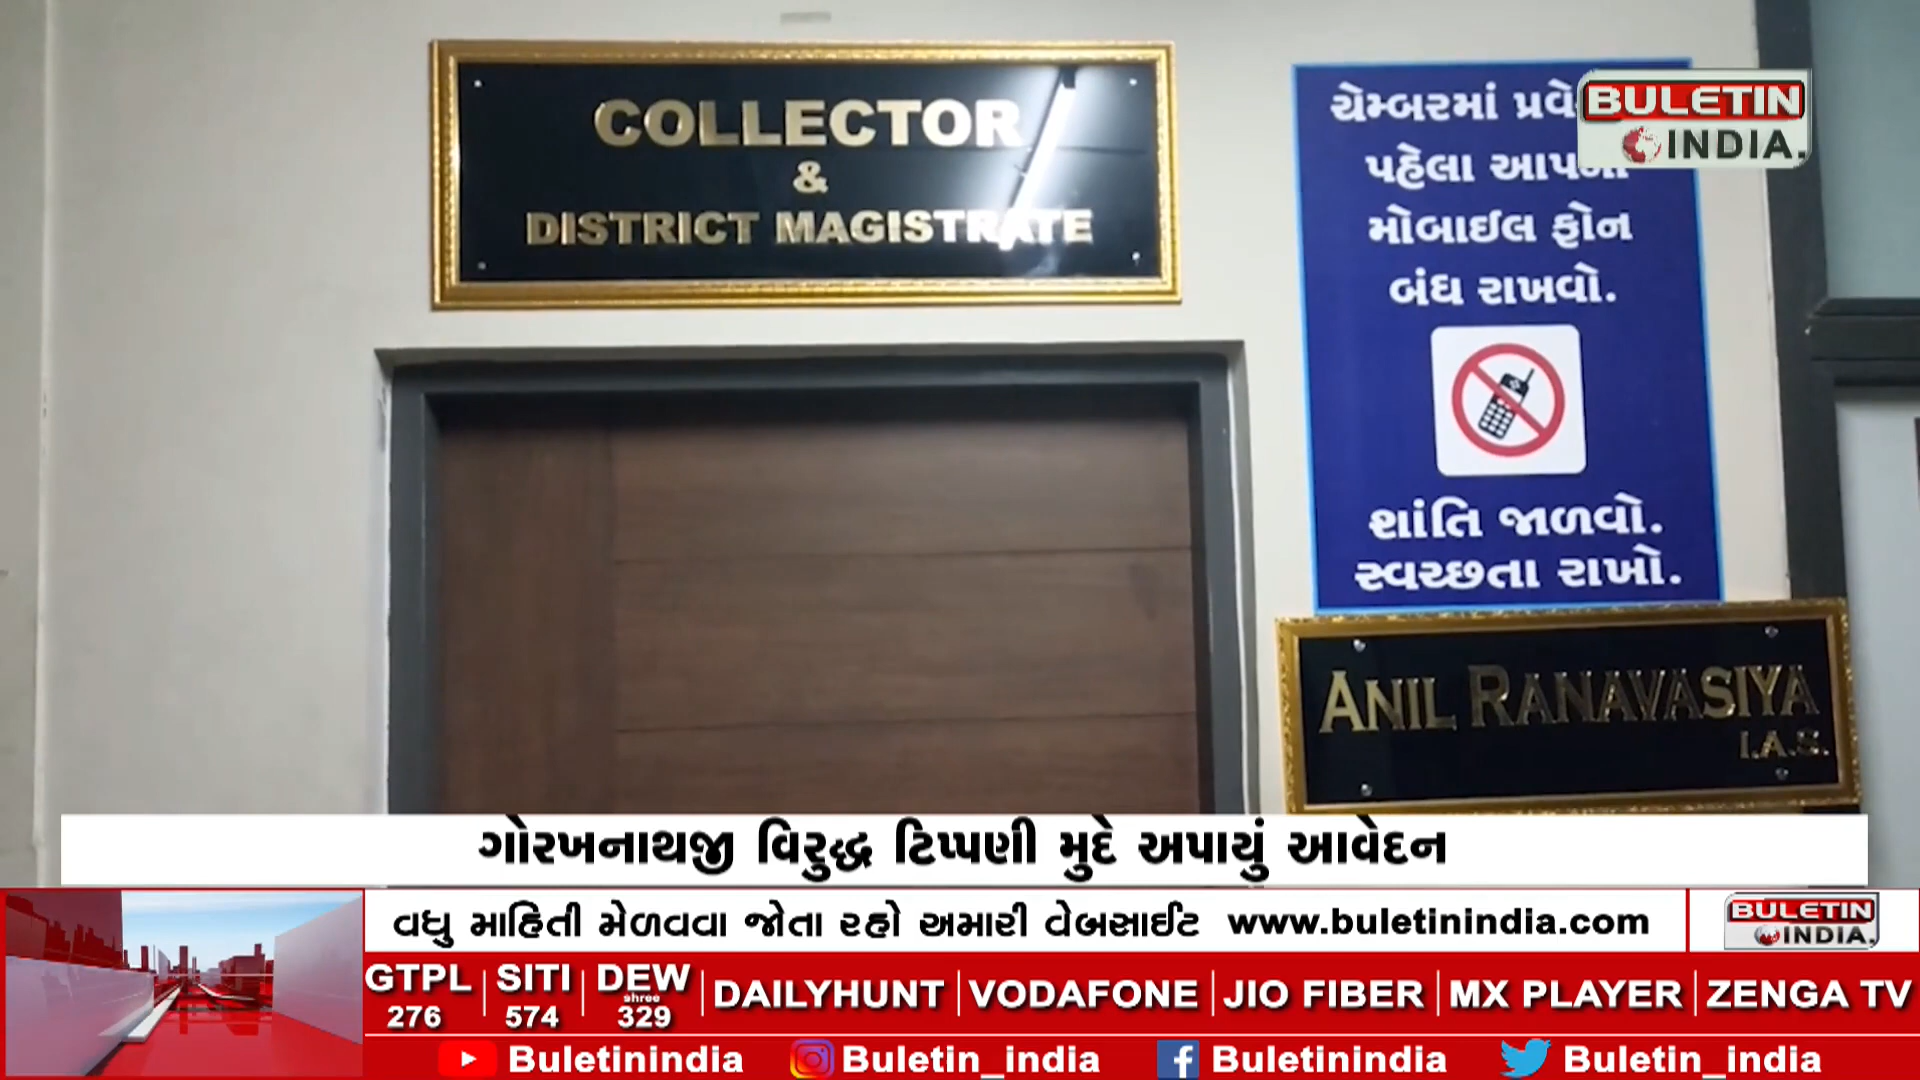 COLLECTOR
&
DISTRICT MAGISTRATE
ચેમ્બરમાં
પહેલા
મોબાઈલ ફોન
બંધ રાખવો.
શાંતિ જાળવો.
સ્વચ્છતા રાખો.
BULETIN
INDIA.
ANIL RANAVASIYA
I.A.S.
ગોરખનાથજી વિરુદ્ધ ટિપ્પણી મુદે અપાયું આવેદન
વધુ માહિતી મેળવવા જોતા રહો અમારી વેબસાઈટ www.buletinindia.com
BULETIN
INDIA.
GTPL 276 SITI 574 DEW shree 329 DAILYHUNT VODAFONE JIO FIBER MX PLAYER ZENGA TV
Buletinindia Buletin_india Buletinindia Buletin_india